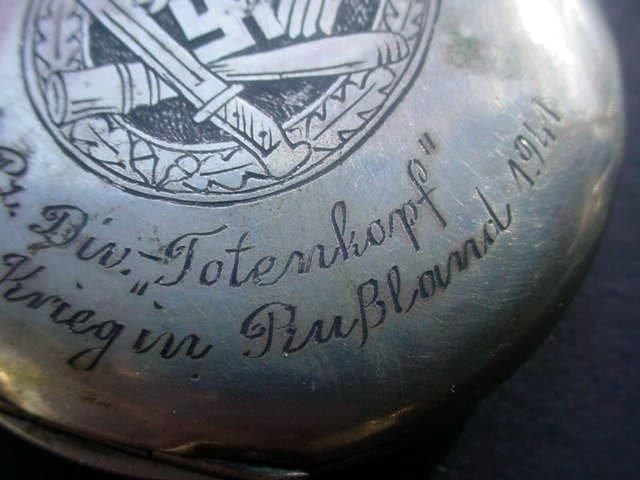 Pz. Div.-„Totenkopf"
Krieg in Rußland 1941